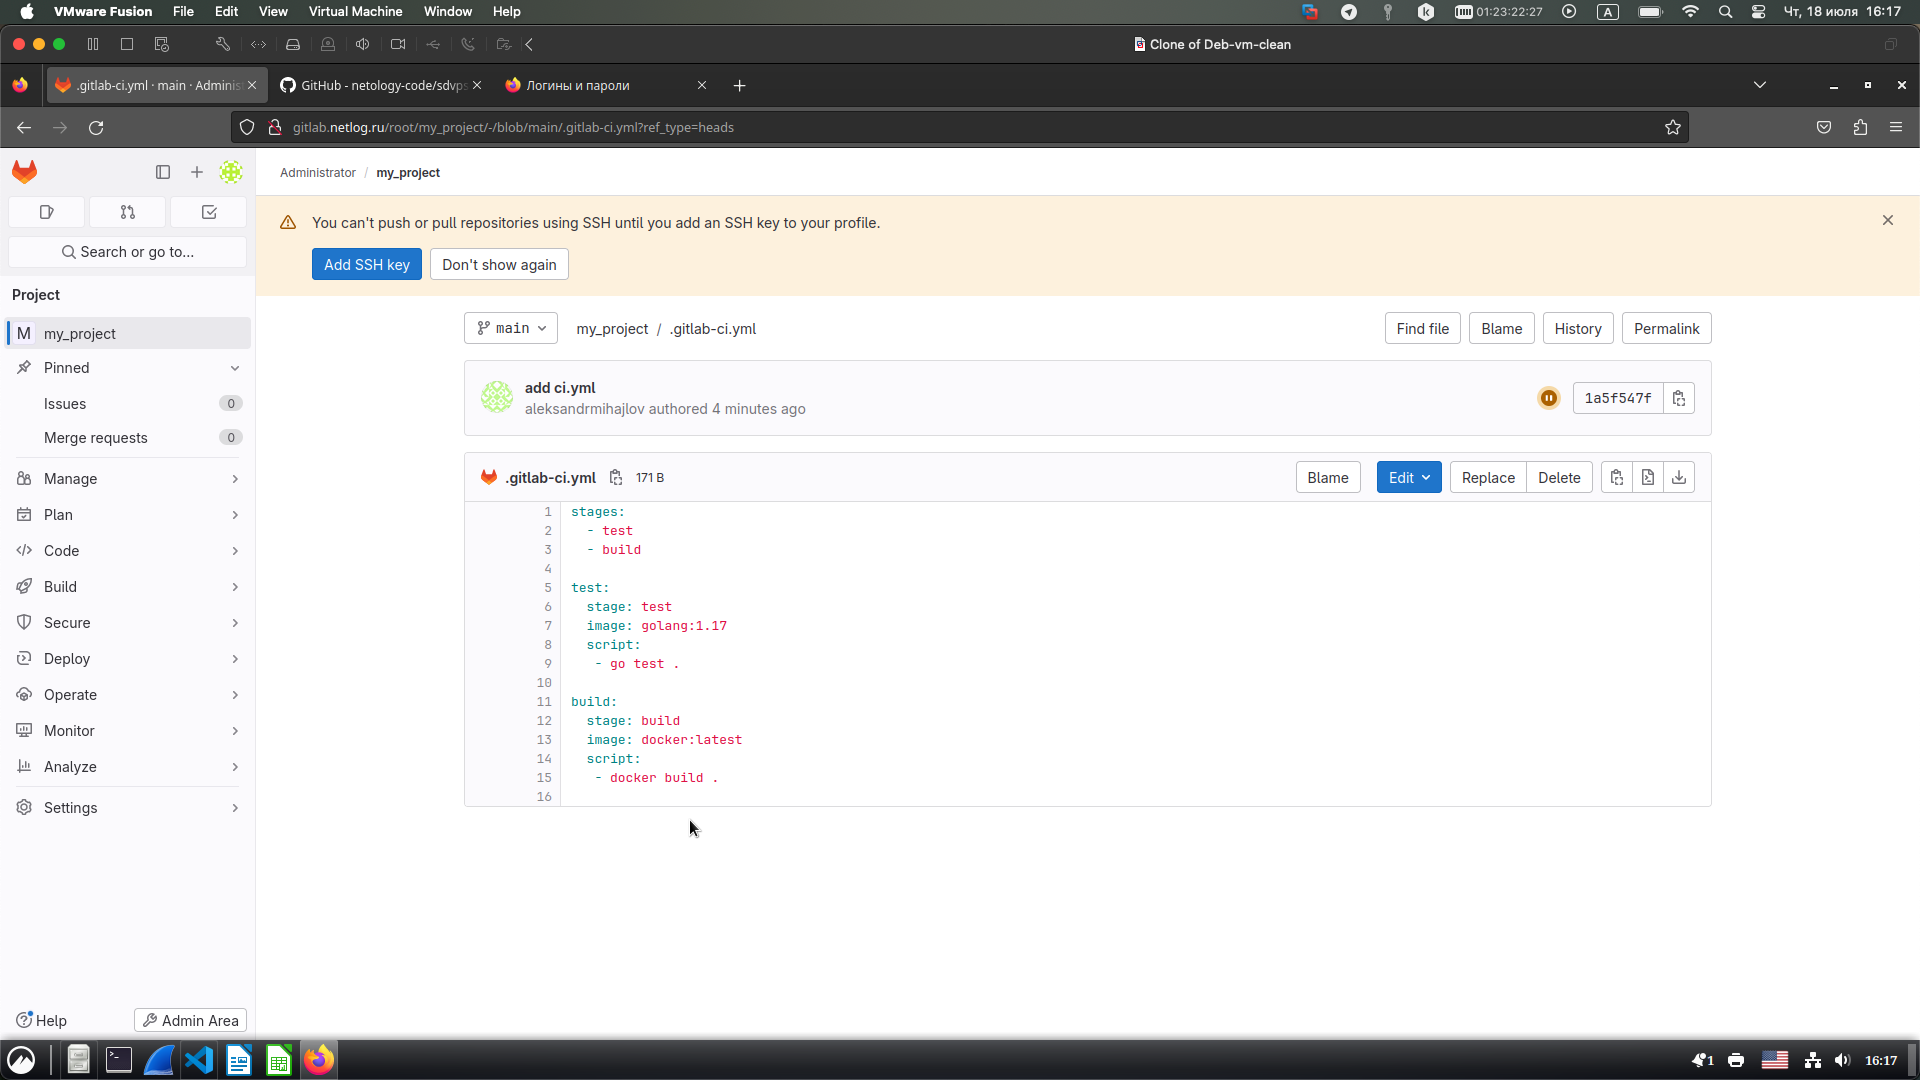 VMware Fusion File Edit View Virtual Machine Window Help
01:23:22:27 A Чт, 18 июля 16:17
Clone of Deb-vm-clean
.gitlab-ci.yml · main · Adminis
GitHub - netology-code/sdvps
Логины и пароли
gitlab.netlog.ru/root/my_project/-/blob/main/.gitlab-ci.yml?ref_type=heads
Administrator / my_project
You can't push or pull repositories using SSH until you add an SSH key to your profile.
Add SSH key Don't show again
Search or go to...
Project
M my_project
Pinned
Issues 0
Merge requests 0
Manage
Plan
Code
Build
Secure
Deploy
Operate
Monitor
Analyze
Settings
Help Admin Area
main my_project / .gitlab-ci.yml Find file Blame History Permalink
add ci.yml
aleksandrmihajlov authored 4 minutes ago
1a5f547f
.gitlab-ci.yml 171 B Blame Edit Replace Delete
1 stages:
2 - test
3 - build
4
5 test:
6 stage: test
7 image: golang:1.17
8 script:
9 - go test .
10
11 build:
12 stage: build
13 image: docker:latest
14 script:
15 - docker build .
16
1 16:17